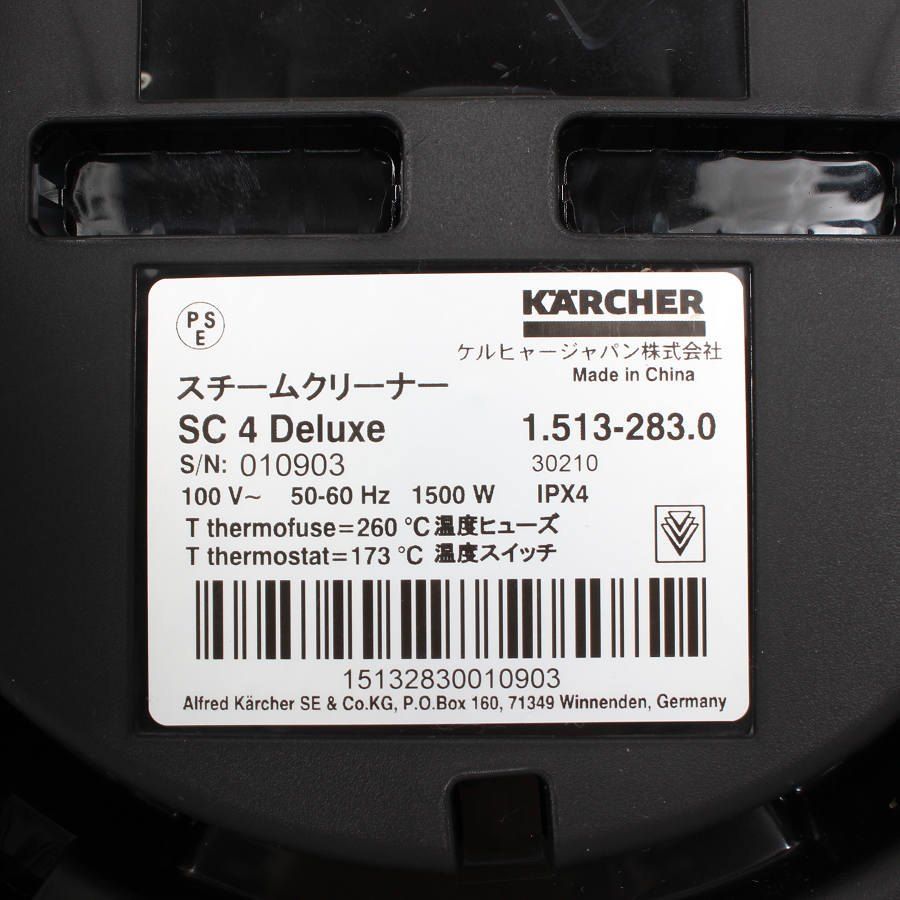 PSE
KÄRCHER
ケルヒャージャパン株式会社
Made in China
スチームクリーナー
SC 4 Deluxe 1.513-283.0
S/N: 010903 30210
100 V~ 50-60 Hz 1500 W IPX4
T thermofuse=260 °C 温度ヒューズ
T thermostat=173 °C 温度スイッチ
15132830010903
Alfred Kärcher SE & Co.KG, P.O.Box 160, 71349 Winnenden, Germany